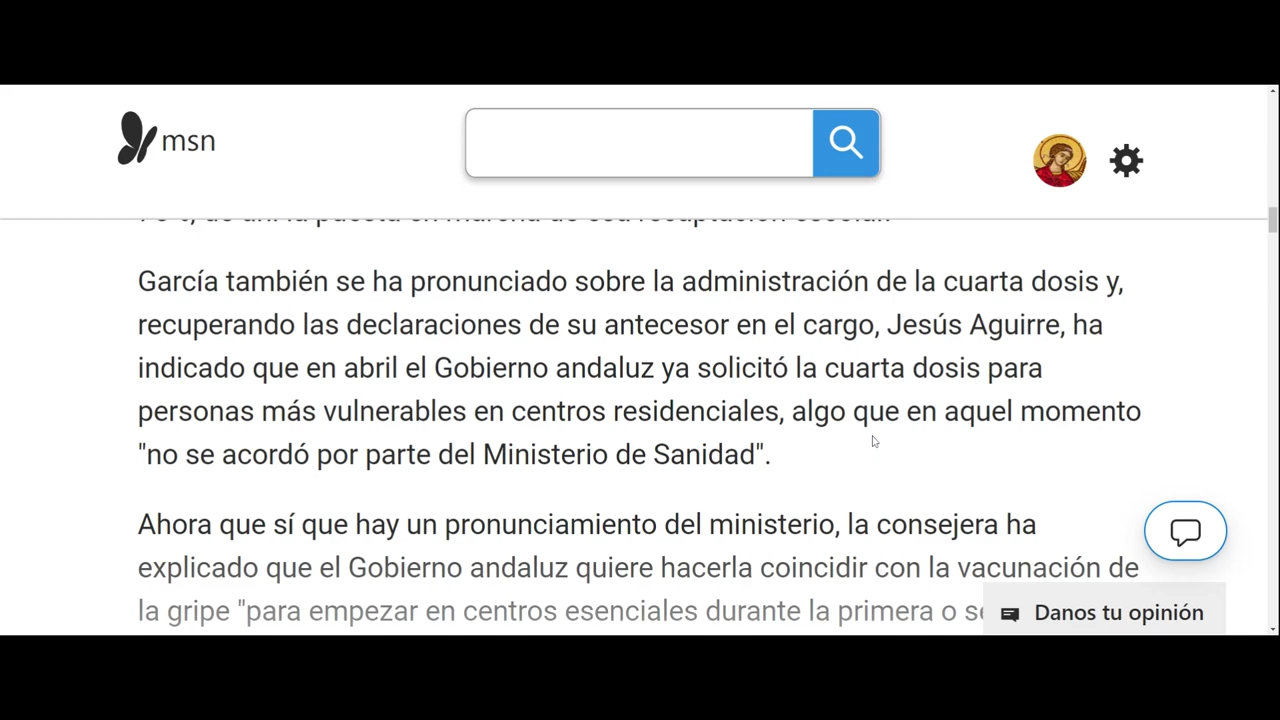 msn
García también se ha pronunciado sobre la administración de la cuarta dosis y,
recuperando las declaraciones de su antecesor en el cargo, Jesús Aguirre, ha
indicado que en abril el Gobierno andaluz ya solicitó la cuarta dosis para
personas más vulnerables en centros residenciales, algo que en aquel momento
"no se acordó por parte del Ministerio de Sanidad".
Ahora que sí que hay un pronunciamiento del ministerio, la consejera ha
explicado que el Gobierno andaluz quiere hacerla coincidir con la vacunación de
la gripe "para empezar en centros esenciales durante la primera o
Danos tu opinión